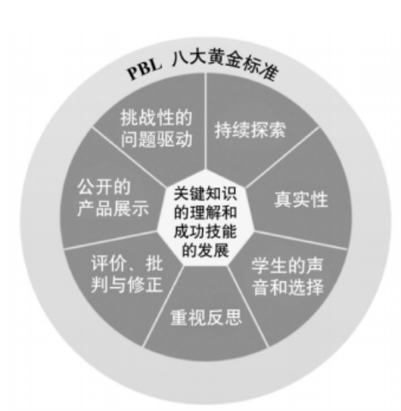 PBL 八大黄金标准
挑战性的
问题驱动
持续探索
真实性
学生的声
音和选择
重视反思
评价、批
判与修正
公开的
产品展示
关键知识
的理解和
成功技能
的发展